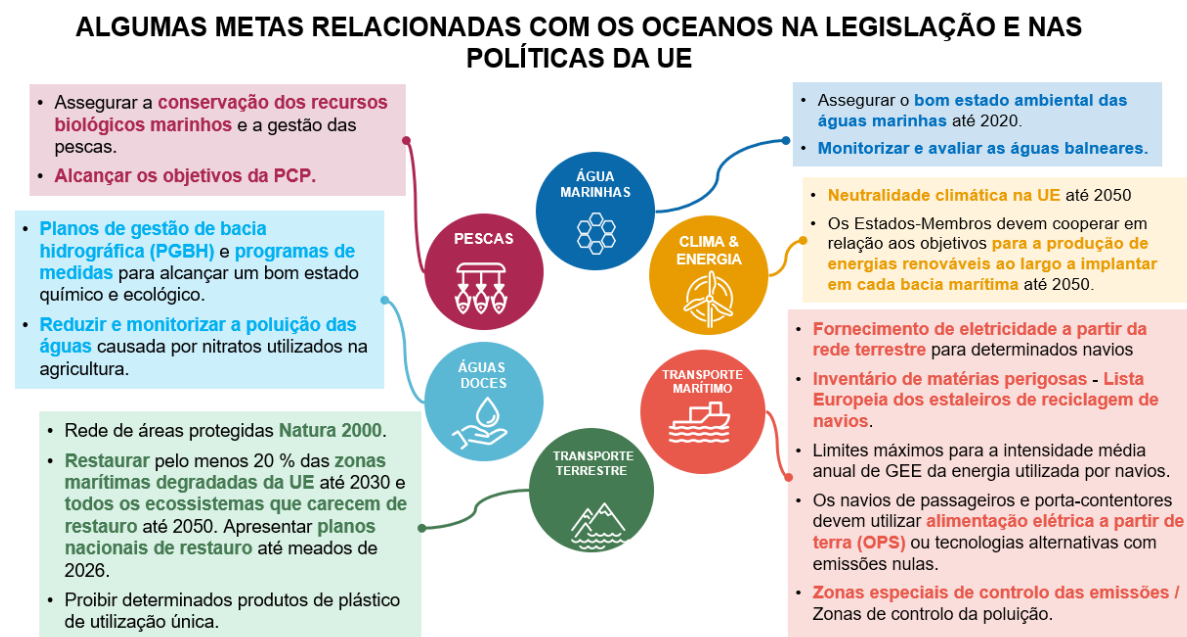 ALGUMAS METAS RELACIONADAS COM OS OCEANOS NA LEGISLAÇÃO E NAS
POLÍTICAS DA UE
• Assegurar a conservação dos recursos
biológicos marinhos e a gestão das
pescas.
• Alcançar os objetivos da PCP.
PESCAS
• Planos de gestão de bacia
hidrográfica (PGBH) e programas de
medidas para alcançar um bom estado
químico e ecológico.
• Reduzir e monitorizar a poluição das
águas causada por nitratos utilizados na
agricultura.
ÁGUAS
DOCES
• Rede de áreas protegidas Natura 2000.
• Restaurar pelo menos 20 % das zonas
marítimas degradadas da UE até 2030 e
todos os ecossistemas que carecem de
restauro até 2050. Apresentar planos
nacionais de restauro até meados de
2026.
• Proibir determinados produtos de plástico
de utilização única.
TRANSPORTE
TERRESTRE
ÁGUA
MARINHAS
• Assegurar o bom estado ambiental das
águas marinhas até 2020.
• Monitorizar e avaliar as águas balneares.
CLIMA &
ENERGIA
• Neutralidade climática na UE até 2050
• Os Estados-Membros devem cooperar em
relação aos objetivos para a produção de
energias renováveis ao largo a implantar
em cada bacia marítima até 2050.
TRANSPORTE
MARÍTIMO
• Fornecimento de eletricidade a partir da
rede terrestre para determinados navios
• Inventário de matérias perigosas - Lista
Europeia dos estaleiros de reciclagem de
navios.
• Limites máximos para a intensidade média
anual de GEE da energia utilizada por navios.
• Os navios de passageiros e porta-contentores
devem utilizar alimentação elétrica a partir de
terra (OPS) ou tecnologias alternativas com
emissões nulas.
• Zonas especiais de controlo das emissões /
Zonas de controlo da poluição.